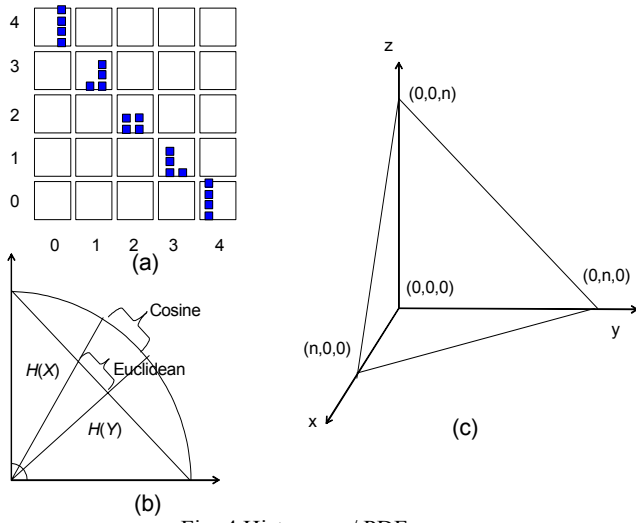 4
3
2
1
0
0 1 2 3 4
(a)
Cosine
Euclidean
H(X)
H(Y)
(b)
z
(0,0,n)
(0,n,0)
(0,0,0)
y
(n,0,0)
x
(c)